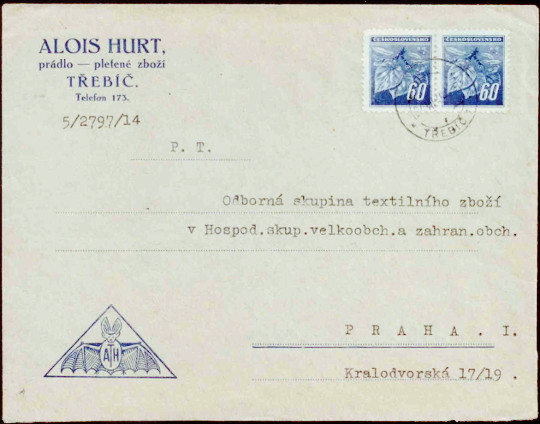 ALOIS HURT,
prádlo — pletené zboží
TŘEBÍČ.
Telefon 173.
5/2797/14
ČESKOSLOVENSKO
60
ČESKOSLOVENSKO
60
TŘEBÍČ
P. T.
Odborná skupina textilního zboží
v Hospod.skup.velkoobch.a zahran.obch.
PRAHA. I.
Kralodvorská 17/19 .
A H